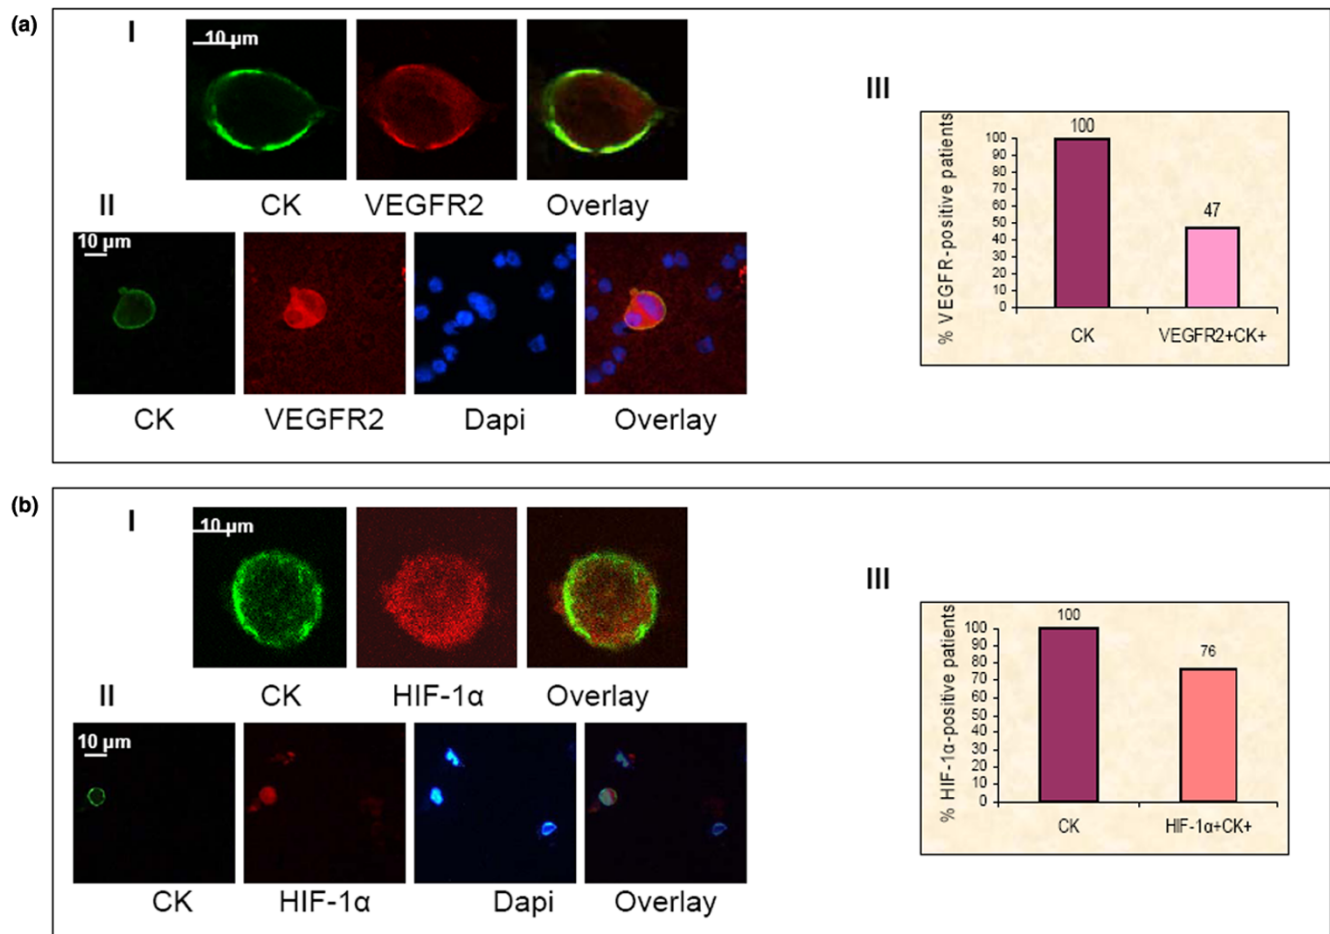 (a)
I
10 µm
CK
VEGFR2
Overlay
II
10 µm
CK
VEGFR2
Dapi
Overlay
III
% VEGFR-positive patients
100
90
80
70
60
50
40
30
20
10
0
100
47
CK
VEGFR2+CK+
(b)
I
10 µm
CK
HIF-1α
Overlay
II
10 µm
CK
HIF-1α
Dapi
Overlay
III
% HIF-1α-positive patients
100
90
80
70
60
50
40
30
20
10
0
100
76
CK
HIF-1α+CK+